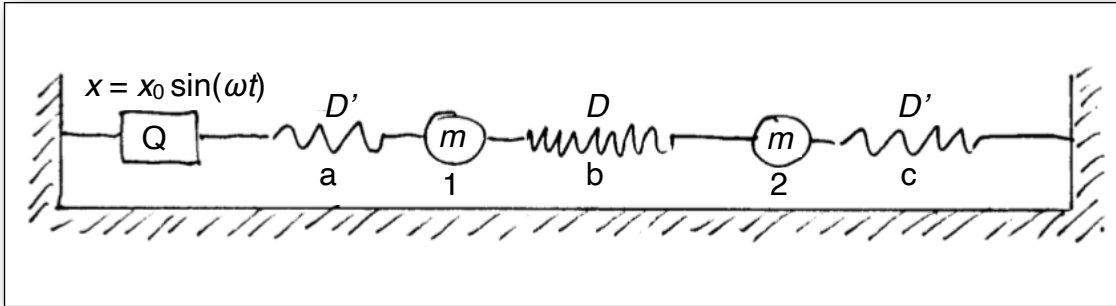 x = x₀ sin(ωt)
D' D D'
Q m m
a b c
1 2